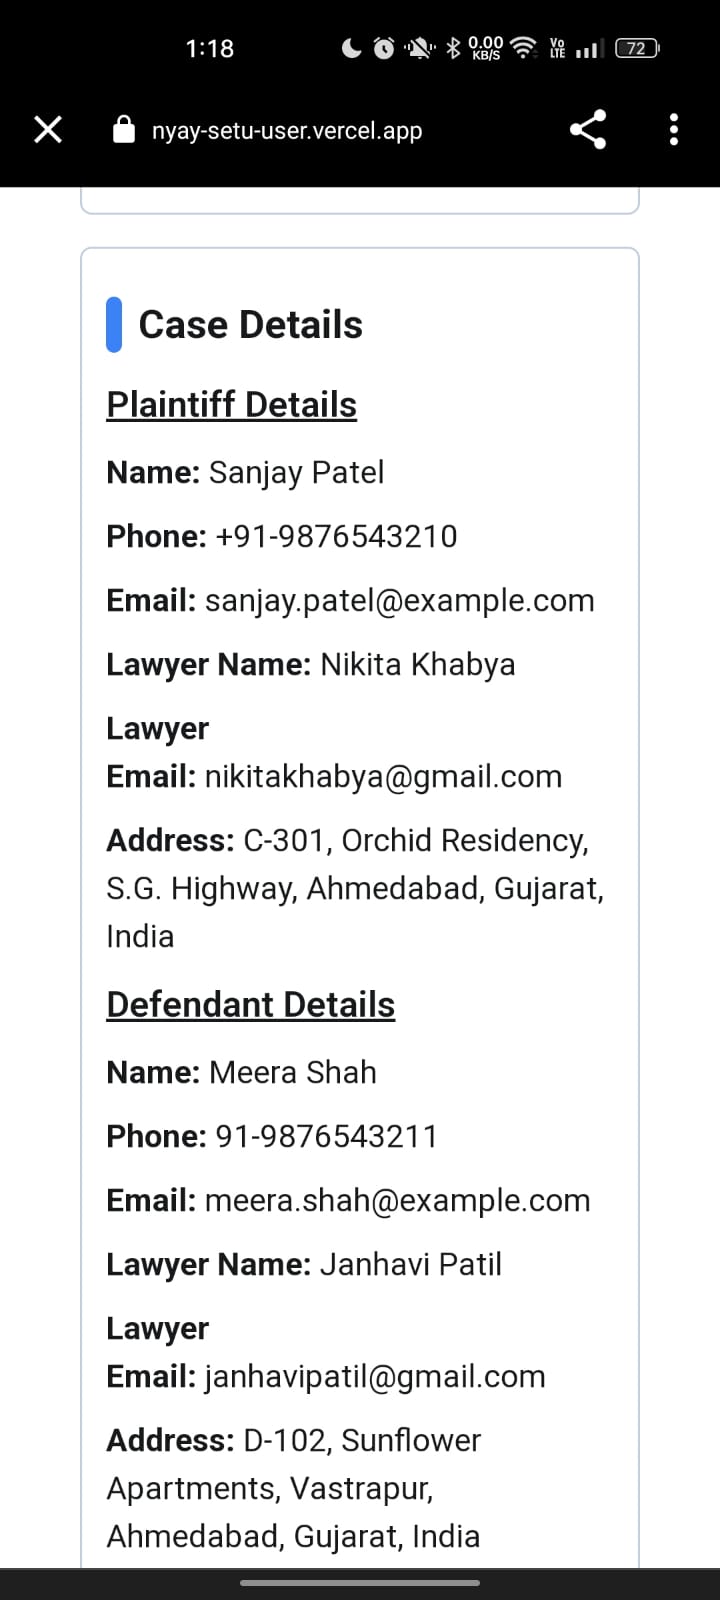 1:18
0.00
KB/S
Vo
LTE
72
nyay-setu-user.vercel.app
Case Details
Plaintiff Details
Name: Sanjay Patel
Phone: +91-9876543210
Email: sanjay.patel@example.com
Lawyer Name: Nikita Khabya
Lawyer
Email: nikitakhabya@gmail.com
Address: C-301, Orchid Residency,
S.G. Highway, Ahmedabad, Gujarat,
India
Defendant Details
Name: Meera Shah
Phone: 91-9876543211
Email: meera.shah@example.com
Lawyer Name: Janhavi Patil
Lawyer
Email: janhavipatil@gmail.com
Address: D-102, Sunflower
Apartments, Vastrapur,
Ahmedabad, Gujarat, India